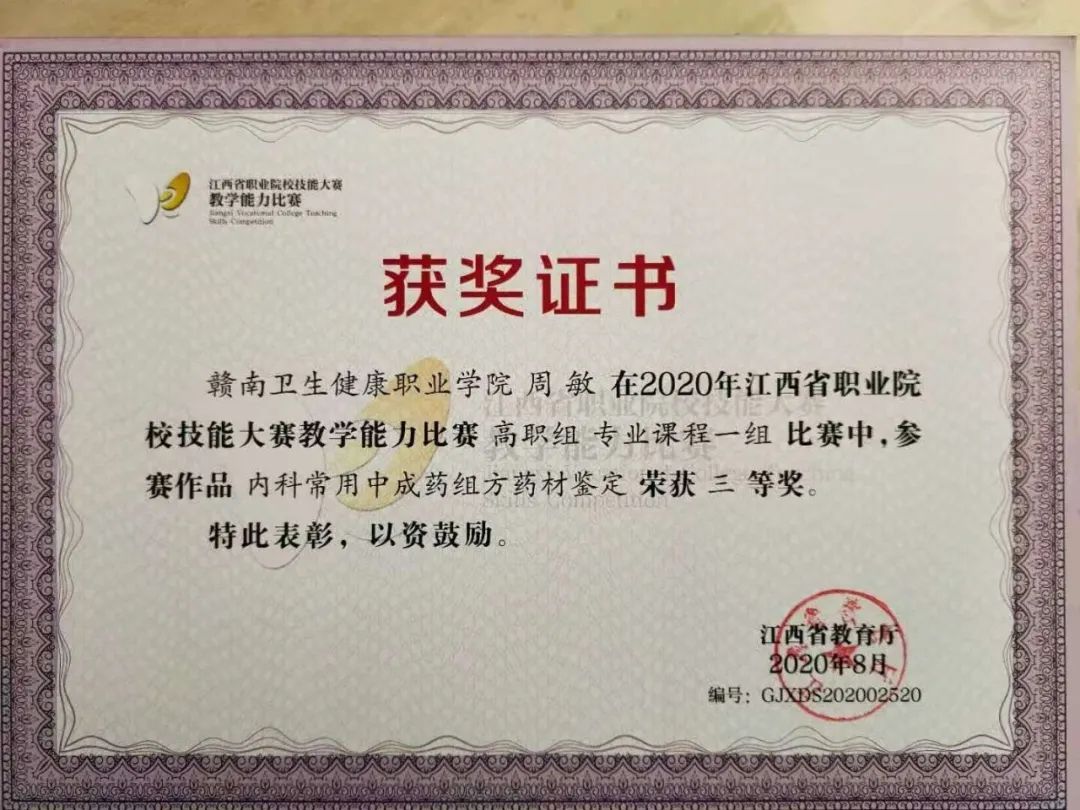 江西省职业院校技能大赛
教学能力比赛
Jiangxi Vocational College Teaching
Skills Competition
获奖证书
赣南卫生健康职业学院 周敏 在2020年江西省职业院
校技能大赛教学能力比赛 高职组 专业课程一组 比赛中,参
赛作品 内科常用中成药组方药材鉴定 荣获 三 等奖。
特此表彰，以资鼓励。
江西省教育厅
2020年8月
编号：GJXDS202002520